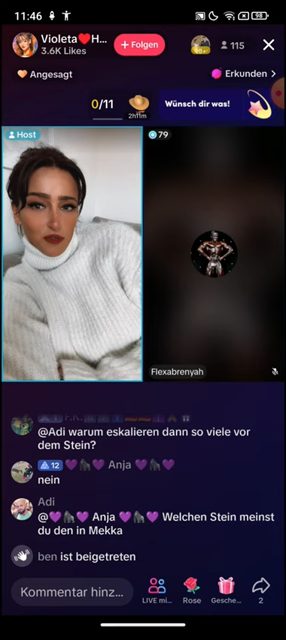 11:46
98
Violeta❤️H...
3.6K Likes
+ Folgen
115
Angesagt
Erkunden >
0/11
2h11m
Wünsch dir was!
Host
79
Flexabrenyah
@Adi warum eskalieren dann so viele vor
dem Stein?
12 💜🦍💜 Anja 💜🦍💜
nein
Adi
@💜🦍💜 Anja 💜🦍💜 Welchen Stein meinst
du den in Mekka
ben ist beigetreten
Kommentar hinz...
LIVE mi...
Rose
Gesche...
2